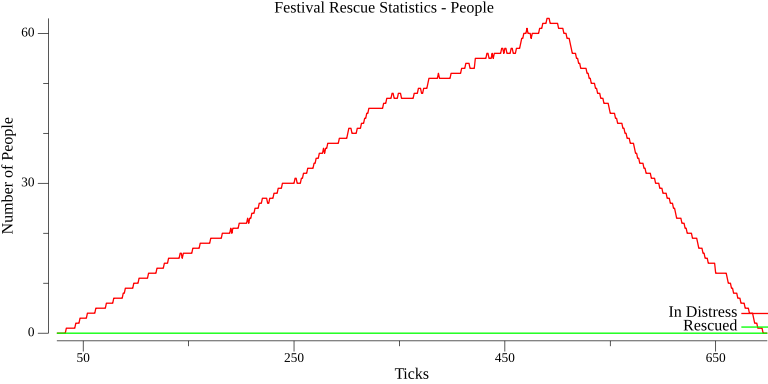 Festival Rescue Statistics - People
60
30
0
Number of People
In Distress
Rescued
50
250
450
650
Ticks